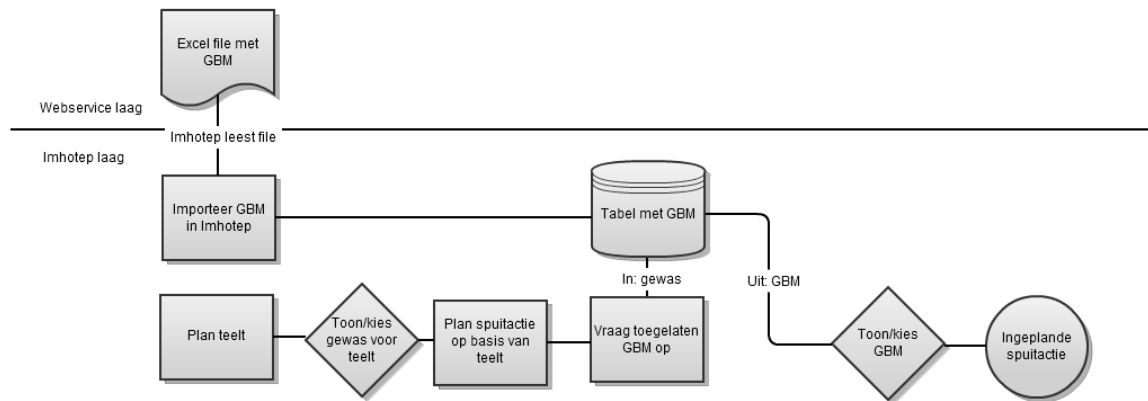 Excel file met
GBM
Webservice laag
Imhotep leest file
Imhotep laag
Importeer GBM
in Imhotep
Tabel met GBM
In: gewas
Uit: GBM
Plan teelt
Toon/kies
gewas voor
teelt
Plan spuitactie
op basis van
teelt
Vraag toegelaten
GBM op
Toon/kies
GBM
Ingeplande
spuitactie